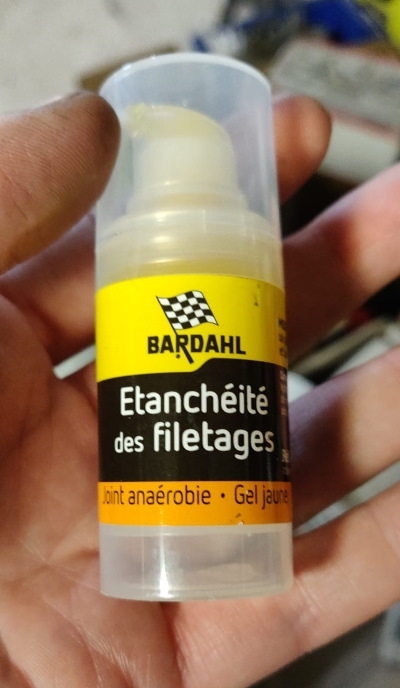 BARDAHL
Etanchéité
des filetages
Joint anaérobie • Gel jaune